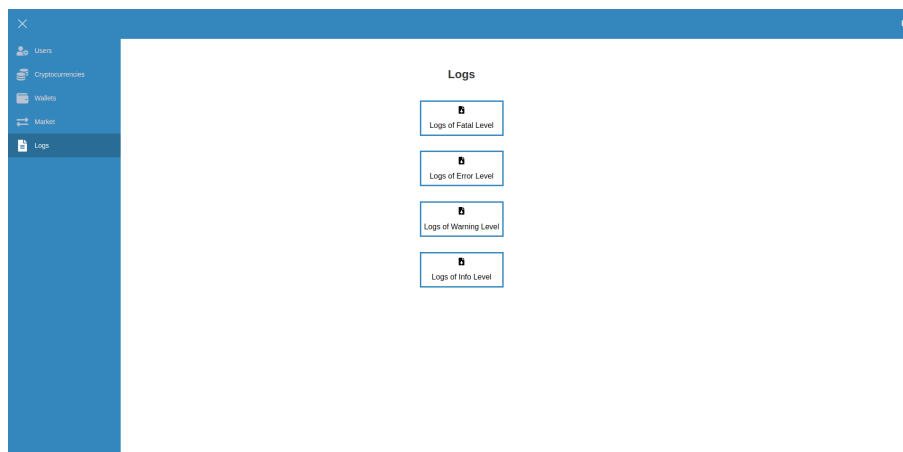 Users
Cryptocurrencies
Wallets
Market
Logs
Logs
Logs of Fatal Level
Logs of Error Level
Logs of Warning Level
Logs of Info Level